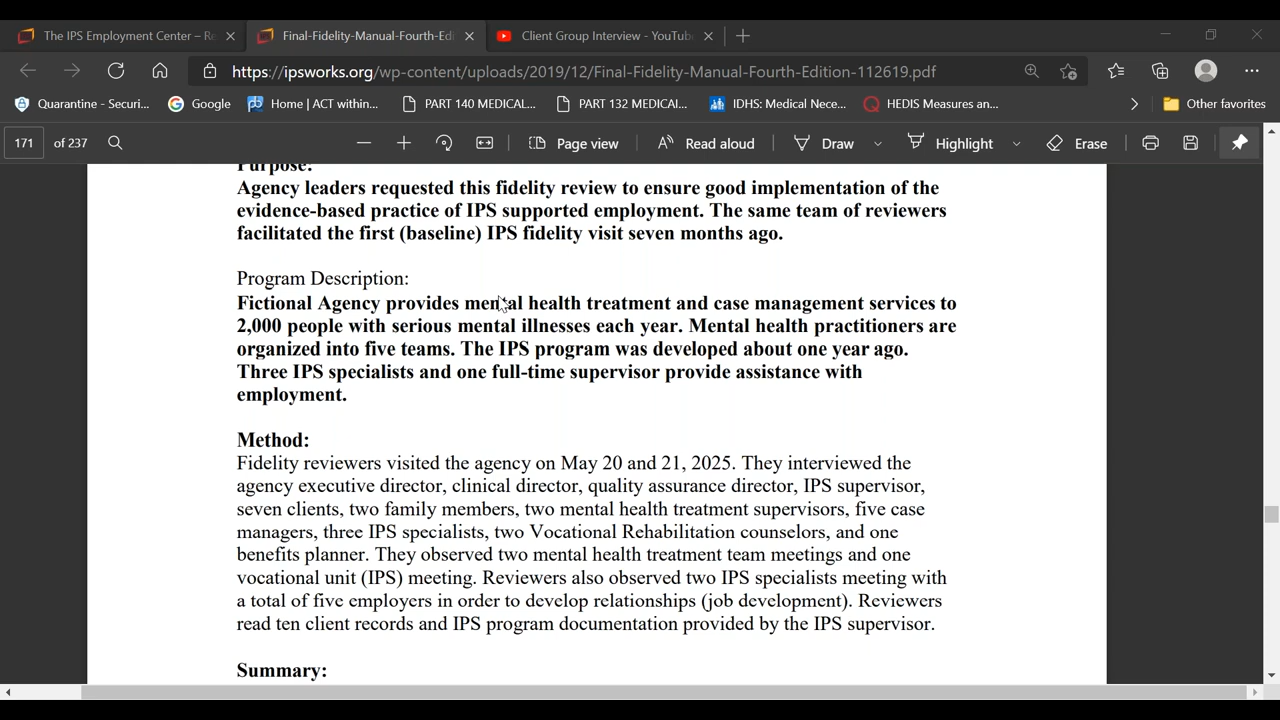 The IPS Employment Center – Re
Final-Fidelity-Manual-Fourth-Edi
Client Group Interview - YouTub
https://ipsworks.org/wp-content/uploads/2019/12/Final-Fidelity-Manual-Fourth-Edition-112619.pdf
Quarantine - Securi... Google Home | ACT within... PART 140 MEDICAL... PART 132 MEDICAI... IDHS: Medical Nece... HEDIS Measures an... Other favorites
171 of 237 Page view Read aloud Draw Highlight Erase
Purpose:
Agency leaders requested this fidelity review to ensure good implementation of the
evidence-based practice of IPS supported employment. The same team of reviewers
facilitated the first (baseline) IPS fidelity visit seven months ago.
Program Description:
Fictional Agency provides mental health treatment and case management services to
2,000 people with serious mental illnesses each year. Mental health practitioners are
organized into five teams. The IPS program was developed about one year ago.
Three IPS specialists and one full-time supervisor provide assistance with
employment.
Method:
Fidelity reviewers visited the agency on May 20 and 21, 2025. They interviewed the
agency executive director, clinical director, quality assurance director, IPS supervisor,
seven clients, two family members, two mental health treatment supervisors, five case
managers, three IPS specialists, two Vocational Rehabilitation counselors, and one
benefits planner. They observed two mental health treatment team meetings and one
vocational unit (IPS) meeting. Reviewers also observed two IPS specialists meeting with
a total of five employers in order to develop relationships (job development). Reviewers
read ten client records and IPS program documentation provided by the IPS supervisor.
Summary: